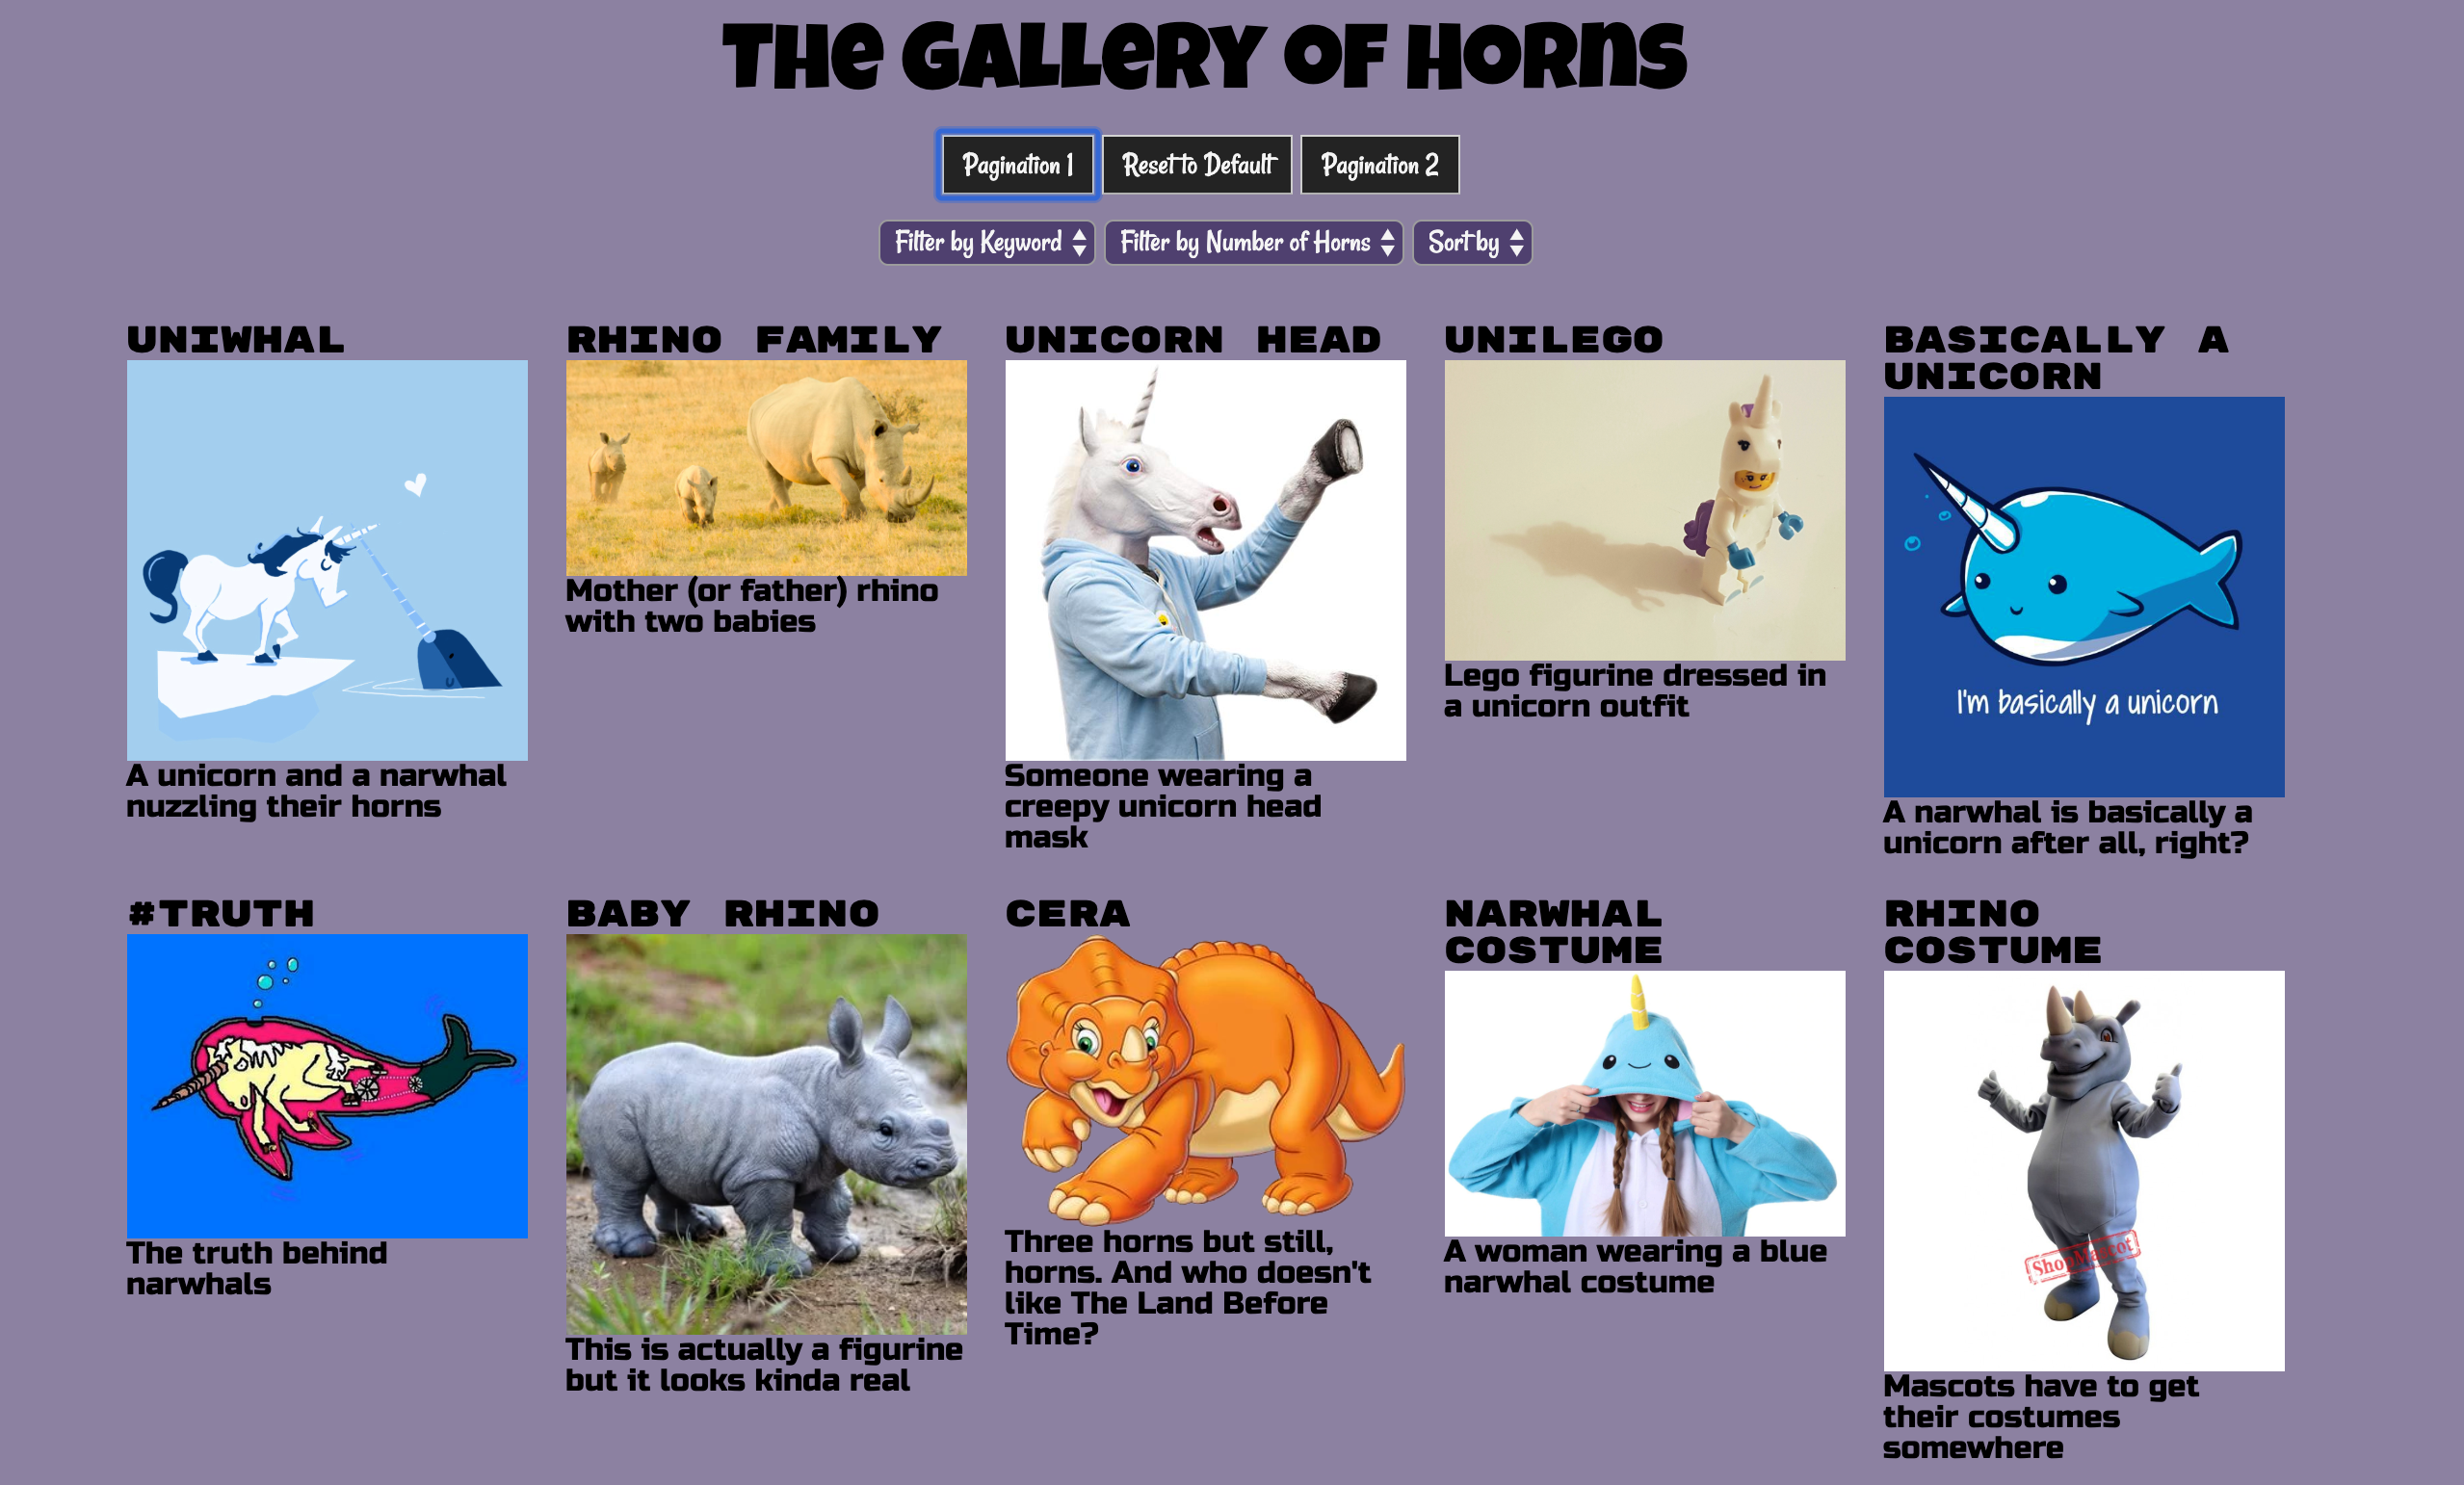 THE GALLERY OF HORNS
Pagination 1
Reset to Default
Pagination 2
Filter by Keyword
Filter by Number of Horns
Sort by
UNIWHAL
A unicorn and a narwhal
nuzzling their horns
RHINO FAMILY
Mother (or father) rhino
with two babies
UNICORN HEAD
Someone wearing a
creepy unicorn head
mask
UNILEGO
Lego figurine dressed in
a unicorn outfit
BASICALLY A
UNICORN
I'm basically a unicorn
A narwhal is basically a
unicorn after all, right?
#TRUTH
The truth behind
narwhals
BABY RHINO
This is actually a figurine
but it looks kinda real
CERA
Three horns but still,
horns. And who doesn't
like The Land Before
Time?
NARWHAL
COSTUME
A woman wearing a blue
narwhal costume
RHINO
COSTUME
ShopMascot
Mascots have to get
their costumes
somewhere